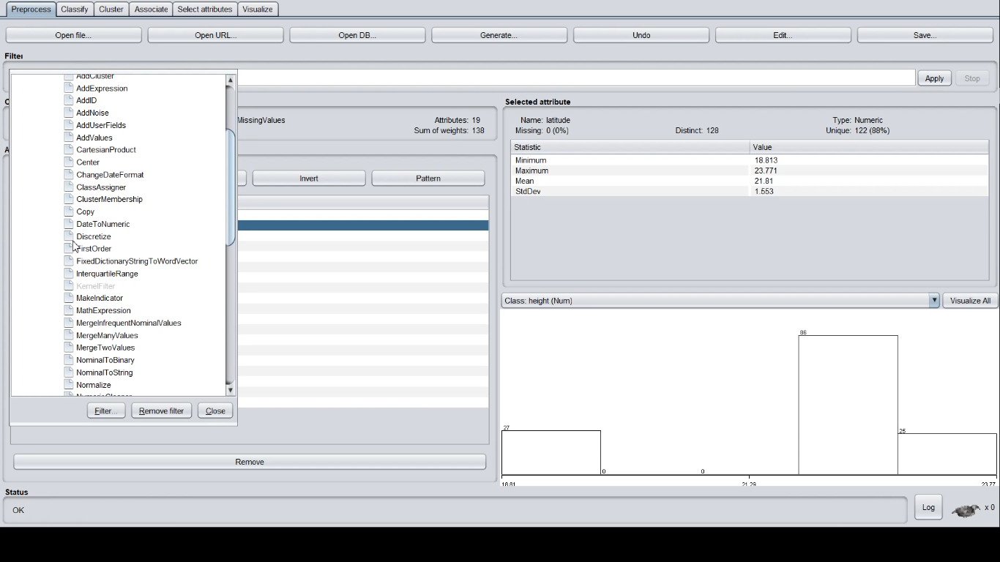 Preprocess Classify Cluster Associate Select attributes Visualize
Open file... Open URL... Open DB... Generate... Undo Edit... Save...
Filter
Apply Stop
AddCluster
AddExpression
AddID
AddNoise
AddUserFields
AddValues
CartesianProduct
Center
ChangeDateFormat
ClassAssigner
ClusterMembership
Copy
DateToNumeric
Discretize
FirstOrder
FixedDictionaryStringToWordVector
InterquartileRange
KernelFilter
MakeIndicator
MathExpression
MergeInfrequentNominalValues
MergeManyValues
MergeTwoValues
NominalToBinary
NominalToString
Normalize
NumericCleaner
Filter... Remove filter Close
MissingValues Attributes: 19
Sum of weights: 138
Invert Pattern
Remove
Selected attribute
Name: latitude Type: Numeric
Missing: 0 (0%) Distinct: 128 Unique: 122 (88%)
Statistic Value
Minimum 18.813
Maximum 23.771
Mean 21.81
StdDev 1.553
Class: height (Num) Visualize All
86
27 25
0 0
18.81 21.29 23.77
Status
OK Log x 0